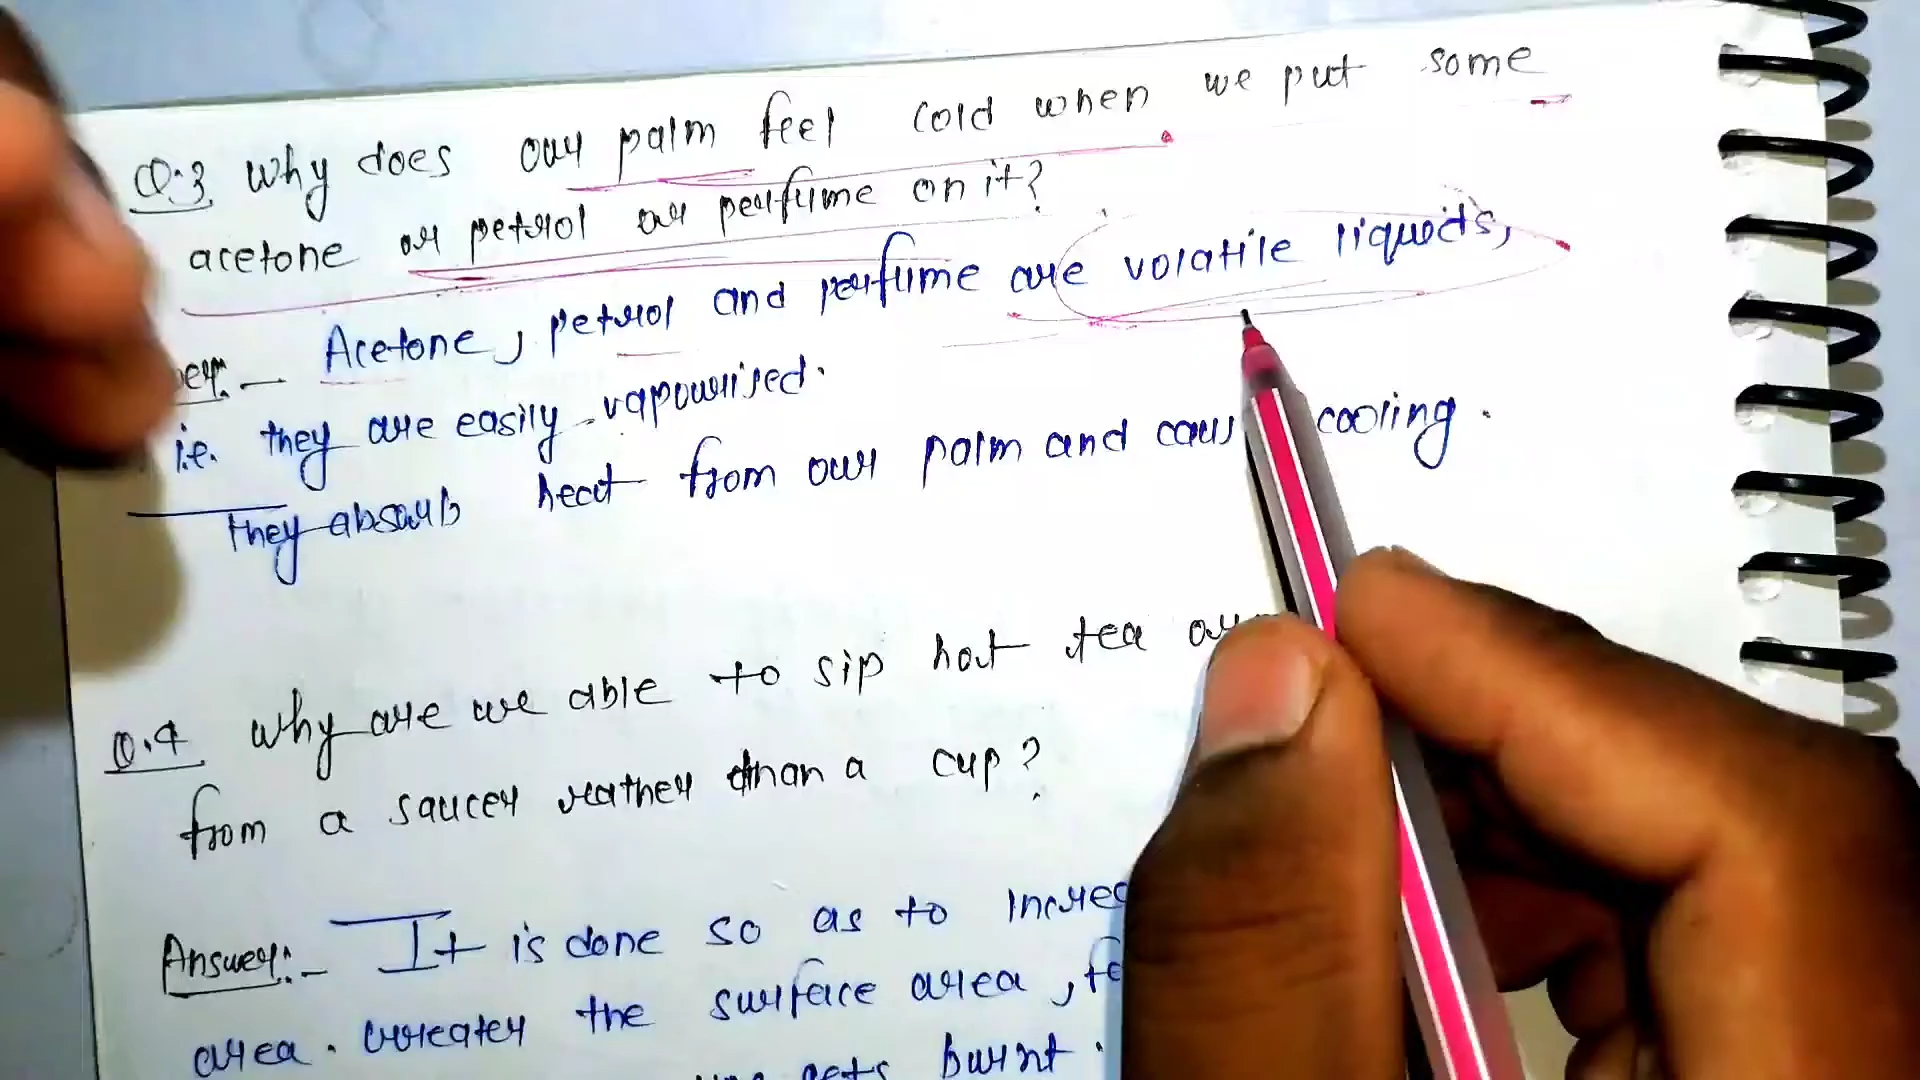 Q.3 Why does our palm feel cold when we put some
acetone or petrol or perfume on it?
Acetone, petrol and perfume are volatile liquids,
i.e. they are easily vapourised.
They absorb heat from our palm and cooling.
Q.4 Why are we able to sip hot tea
from a saucer rather than a cup?
Answer:- It is done so as to
area. Greater the surface area,
gets burnt.